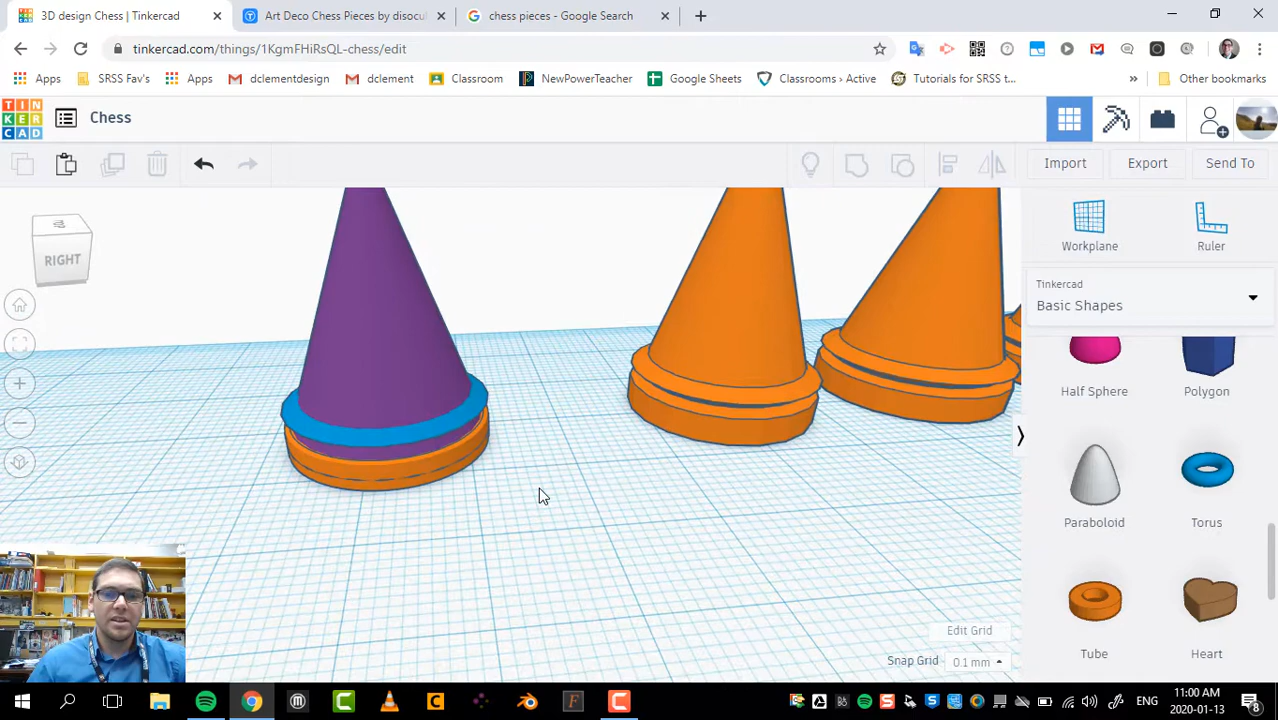 3D design Chess | Tinkercad
Art Deco Chess Pieces by disocul
chess pieces - Google Search
tinkercad.com/things/1KgmFHiRsQL-chess/edit
Apps
SRSS Fav's
Apps
dclementdesign
dclement
Classroom
NewPowerTeacher
Google Sheets
Classrooms › Active
Tutorials for SRSS t...
»
Other bookmarks
TIN
KER
CAD
Chess
Import
Export
Send To
RIGHT
Workplane
Ruler
Tinkercad
Basic Shapes
Half Sphere
Polygon
Paraboloid
Torus
Tube
Heart
Edit Grid
Snap Grid
0.1 mm
ENG
11:00 AM
2020-01-13
8